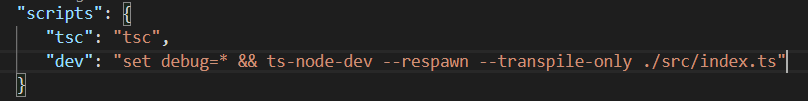 "scripts": {
"tsc": "tsc",
"dev": "set debug=* && ts-node-dev --respawn --transpile-only ./src/index.ts"
}